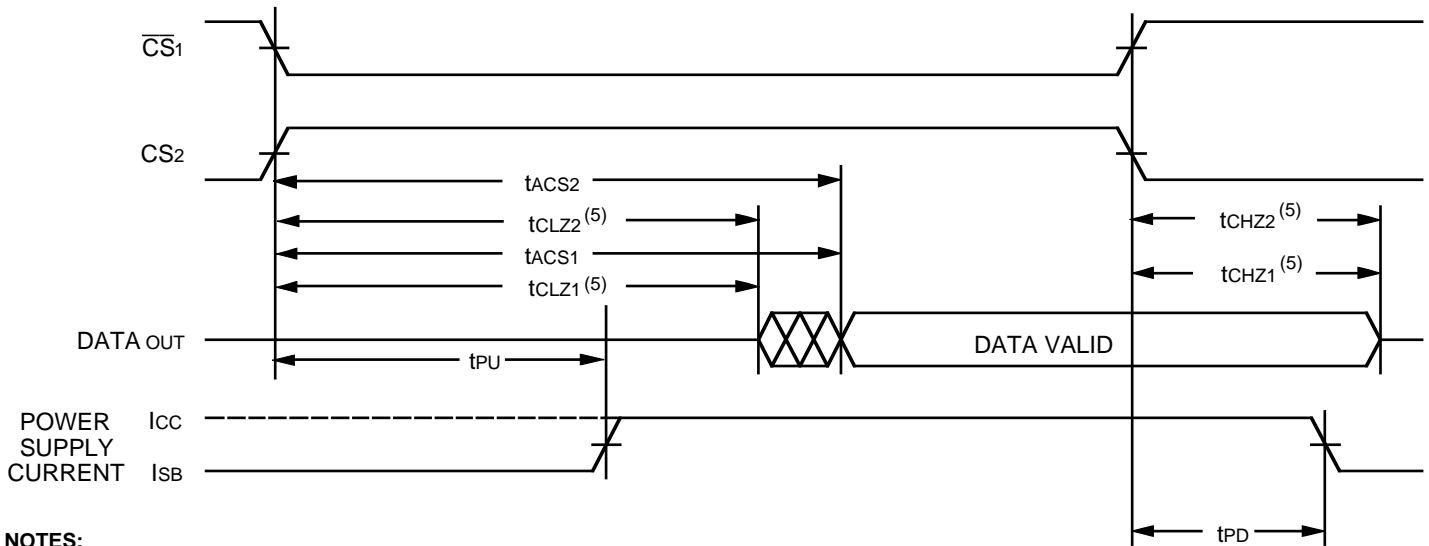 CS1
CS2
tACS2
tCLZ2 (5)
tCHZ2 (5)
tACS1
tCLZ1 (5)
tCHZ1 (5)
DATA OUT
DATA VALID
tPU
POWER SUPPLY CURRENT
ICC
ISB
tPD
NOTES: